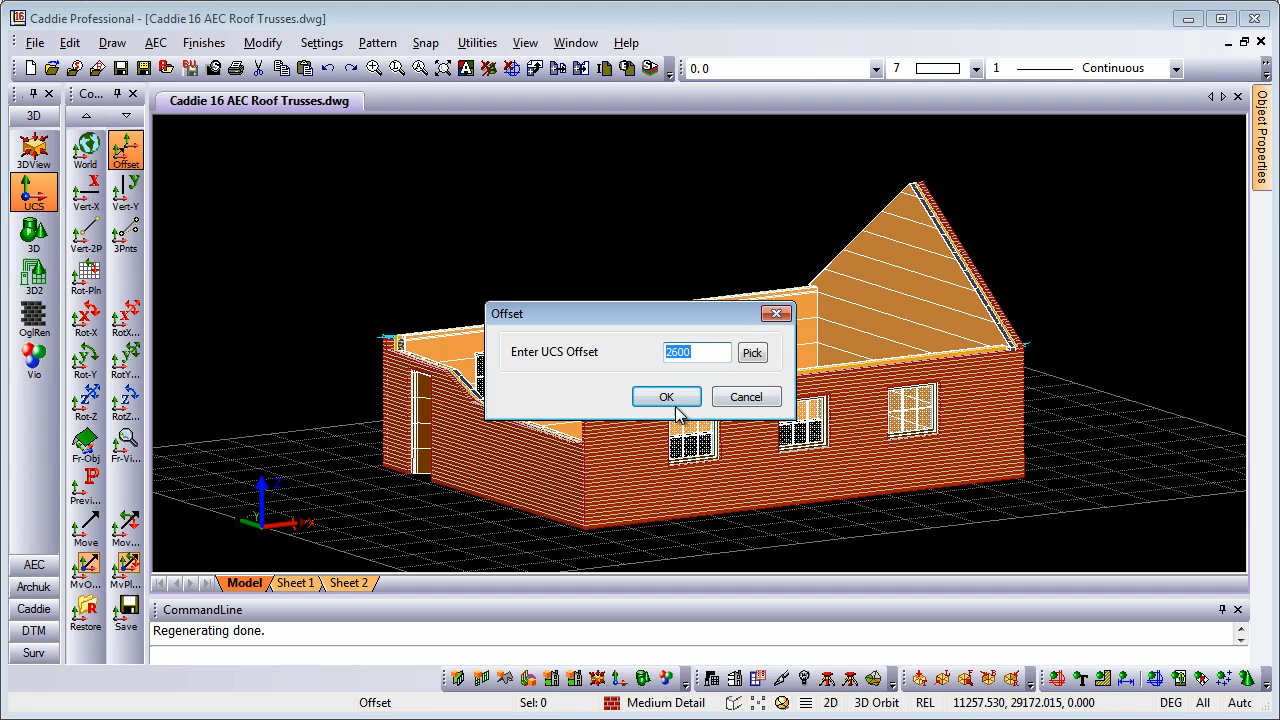 Caddie Professional - [Caddie 16 AEC Roof Trusses.dwg]
File Edit Draw AEC Finishes Modify Settings Pattern Snap Utilities View Window Help
0. 0 7 1 Continuous
Co...
Caddie 16 AEC Roof Trusses.dwg
Object Properties
3D
3DView World Offset
UCS Vert-X Vert-Y
3D Vert-2P 3Pnts
3D2 Rot-Pln
OglRen Rot-X RotX...
Vio Rot-Y RotY...
Rot-Z RotZ...
Fr-Obj Fr-Vi...
Previ...
Move Mov...
MvO... MvPl...
Restore Save
AEC
Archuk
Caddie
DTM
Surv
Offset
Enter UCS Offset 2600 Pick
OK Cancel
Z
X
Model Sheet 1 Sheet 2
CommandLine
Regenerating done.
Offset Sel: 0 Medium Detail 2D 3D Orbit REL 11257.530, 29172.015, 0.000 DEG All Auto